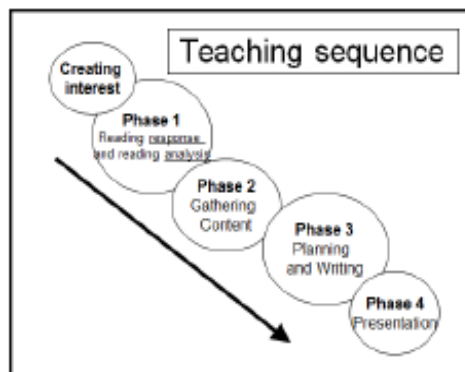 Teaching sequence
Creating
interest
Phase 1
Reading response
and reading analysis
Phase 2
Gathering
Content
Phase 3
Planning
and Writing
Phase 4
Presentation